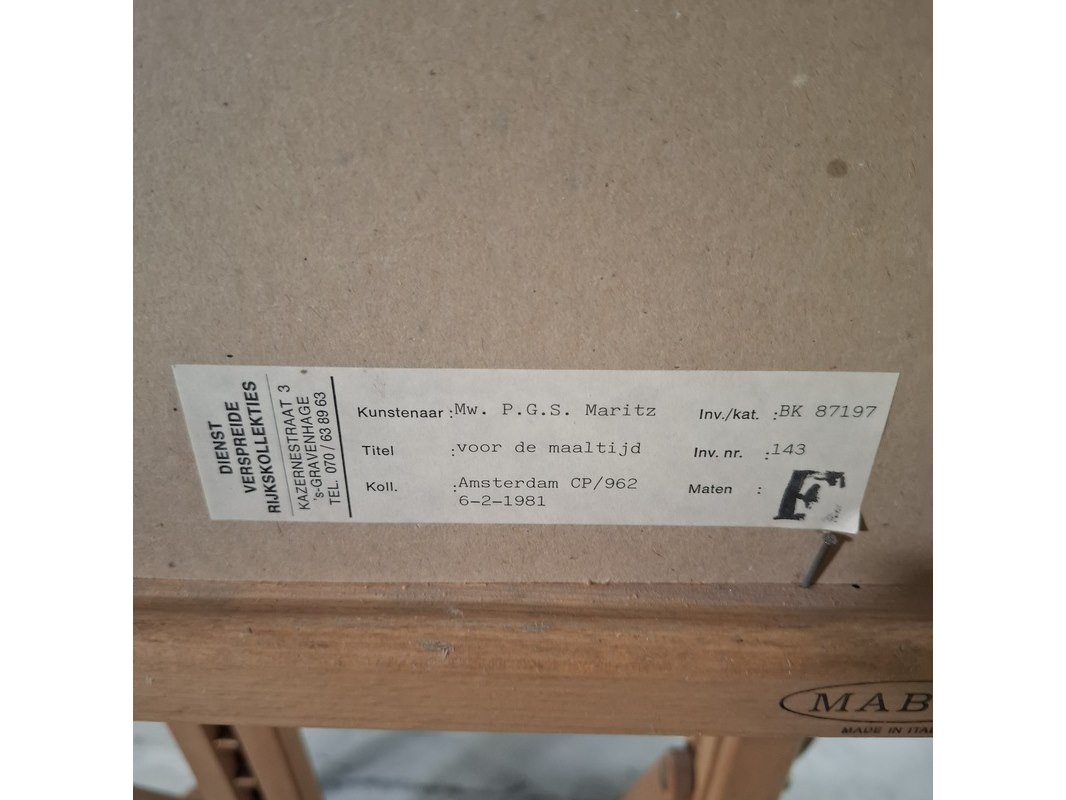 DIENST
VERSPREIDE
RIJKSKOLLEKTIES
KAZERNESTRAAT 3
's-GRAVENHAGE
TEL. 070 / 63 89 63
Kunstenaar : Mw. P.G.S. Maritz
Titel : voor de maaltijd
Koll. : Amsterdam CP/962
6-2-1981
Inv./kat. : BK 87197
Inv. nr. : 143
Maten :
F
MAB
MADE IN ITA